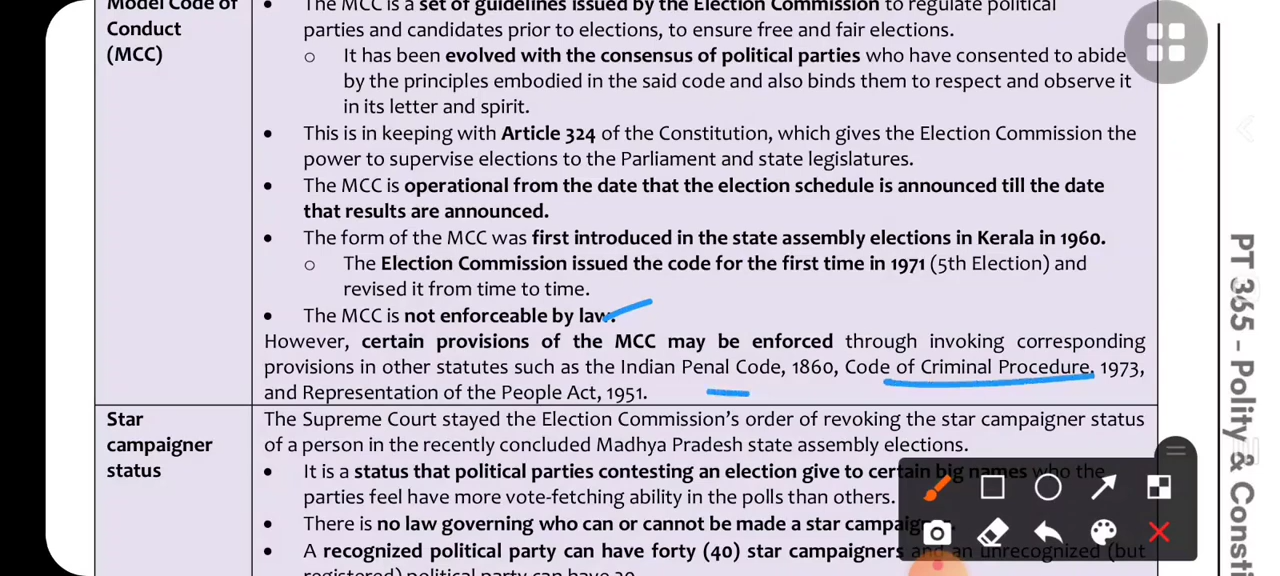 Model Code of
Conduct
(MCC)
• The MCC is a set of guidelines issued by the Election Commission to regulate political
parties and candidates prior to elections, to ensure free and fair elections.
o It has been evolved with the consensus of political parties who have consented to abide
by the principles embodied in the said code and also binds them to respect and observe it
in its letter and spirit.
• This is in keeping with Article 324 of the Constitution, which gives the Election Commission the
power to supervise elections to the Parliament and state legislatures.
• The MCC is operational from the date that the election schedule is announced till the date
that results are announced.
• The form of the MCC was first introduced in the state assembly elections in Kerala in 1960.
o The Election Commission issued the code for the first time in 1971 (5th Election) and
revised it from time to time.
• The MCC is not enforceable by law.
However, certain provisions of the MCC may be enforced through invoking corresponding
provisions in other statutes such as the Indian Penal Code, 1860, Code of Criminal Procedure, 1973,
and Representation of the People Act, 1951.
Star
campaigner
status
The Supreme Court stayed the Election Commission's order of revoking the star campaigner status
of a person in the recently concluded Madhya Pradesh state assembly elections.
• It is a status that political parties contesting an election give to certain big names who the
parties feel have more vote-fetching ability in the polls than others.
• There is no law governing who can or cannot be made a star campaigner.
• A recognized political party can have forty (40) star campaigners and an unrecognized (but
registered) political party can have 20.
PT 365 - Polity & Consti